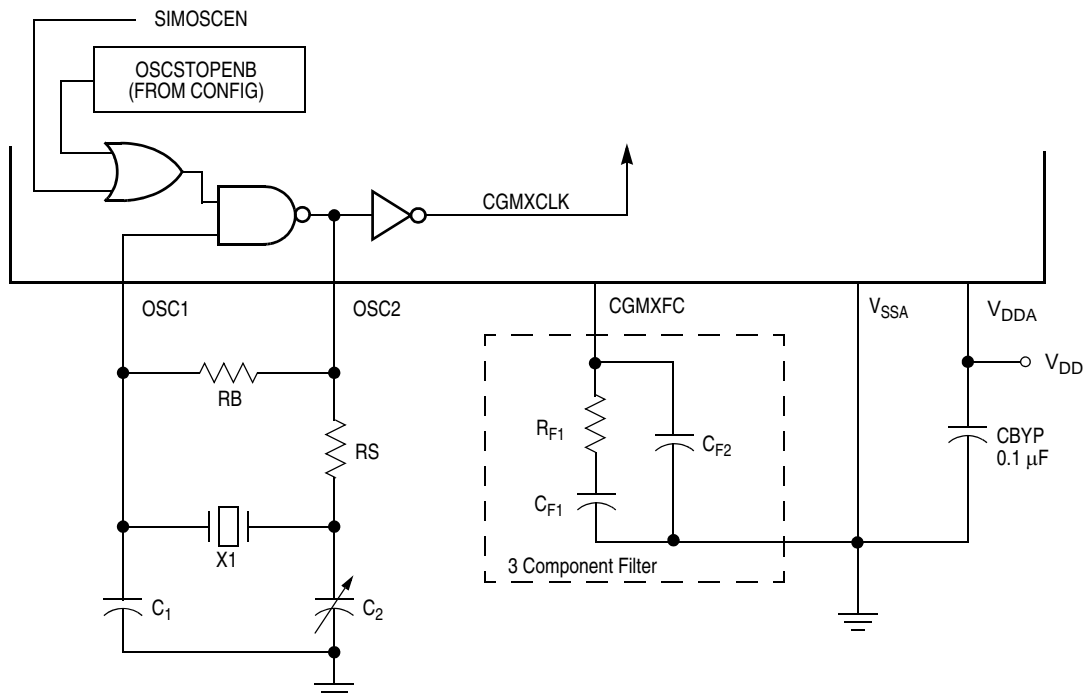 SIMOSCEN
OSCSTOPENB
(FROM CONFIG)
CGMXCLK
OSC1
OSC2
CGMXFC
VSSA
VDDA
VDD
RB
RS
RF1
CF2
CF1
CBYP
0.1 μF
X1
3 Component Filter
C1
C2